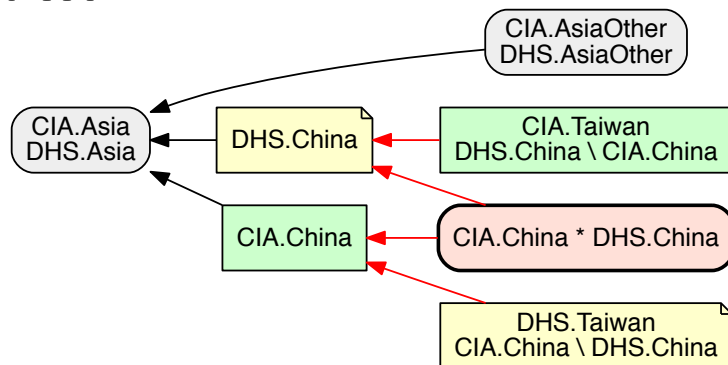 CIA.AsiaOther
DHS.AsiaOther
CIA.Asia
DHS.Asia
DHS.China
CIA.Taiwan
DHS.China \ CIA.China
CIA.China
CIA.China * DHS.China
DHS.Taiwan
CIA.China \ DHS.China